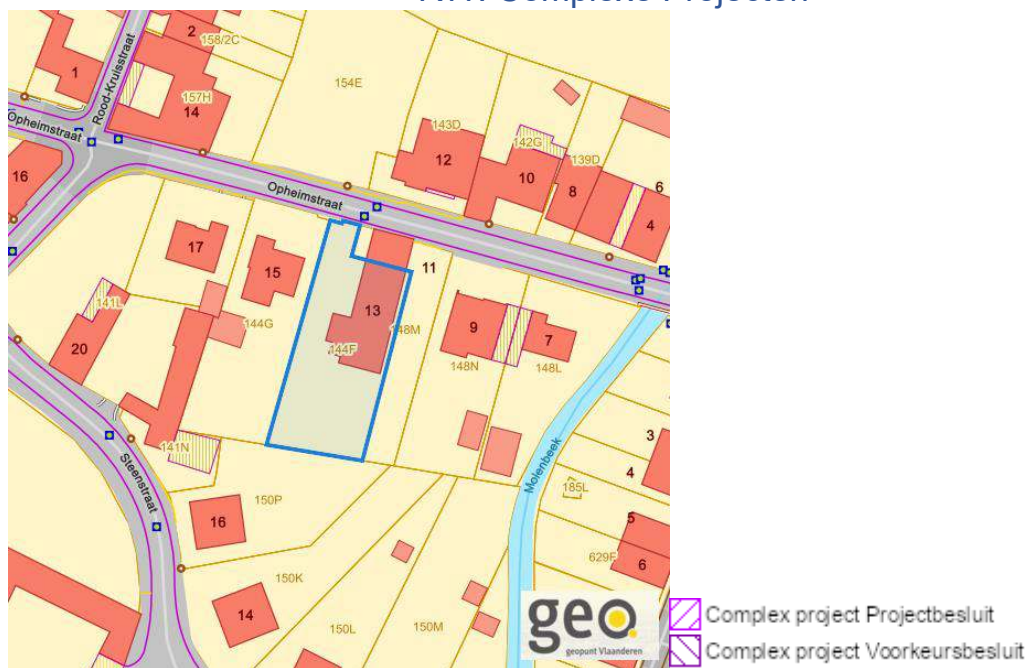 Complexe Projecten
2
158/2C
1
Rood-Kruisstraat
154E
157H
14
Opheimstraat
143D
142G
12
139D
16
10
8
6
Opheimstraat
4
17
15
11
13
141L
144G
148M
9
7
20
144F
148N
148L
3
141N
4
Molenbeek
Steenstraat
185L
150P
16
5
629F
6
150K
14
150L
150M
geo
geopunt Vlaanderen
Complex project Projectbesluit
Complex project Voorkeursbesluit